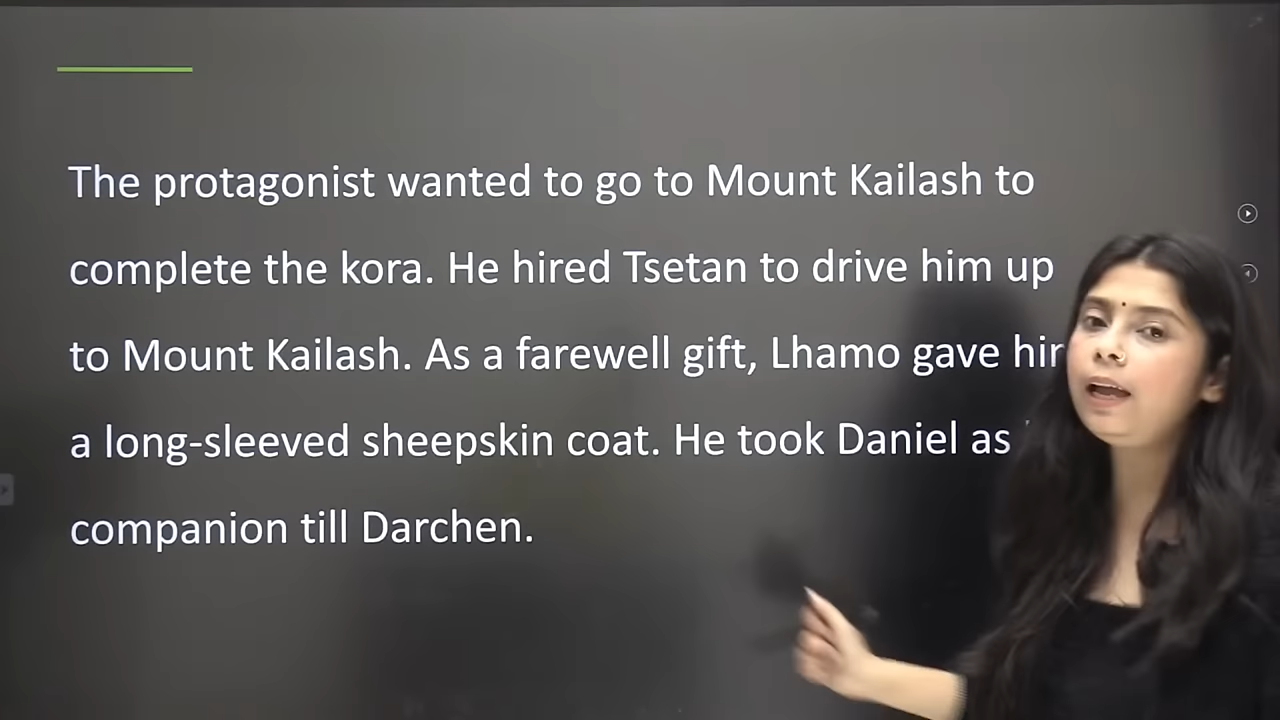 The protagonist wanted to go to Mount Kailash to
complete the kora. He hired Tsetan to drive him up
to Mount Kailash. As a farewell gift, Lhamo gave
a long-sleeved sheepskin coat. He took Daniel as
companion till Darchen.